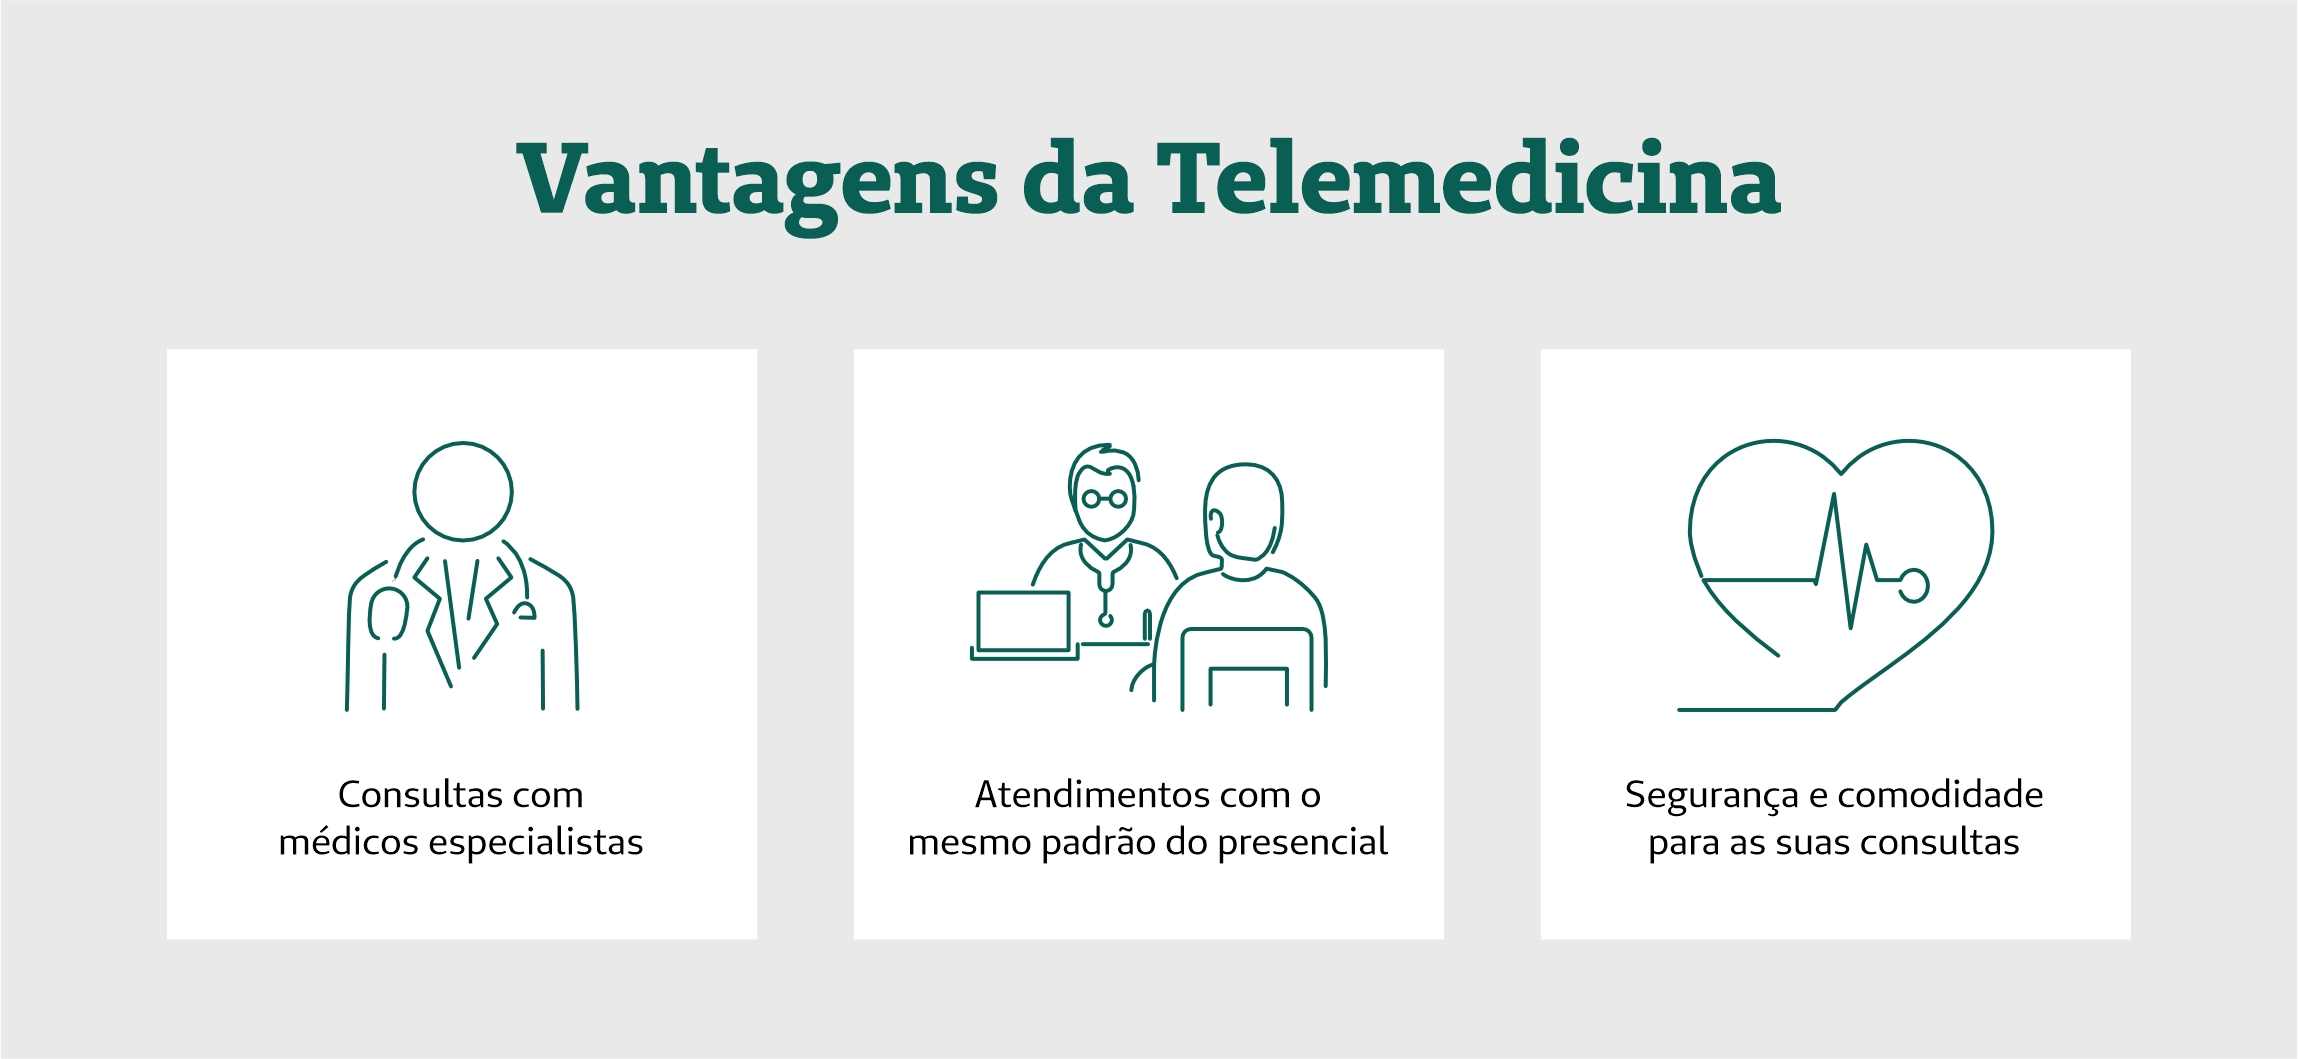 Vantagens da Telemedicina
Consultas com
médicos especialistas
Atendimentos com o
mesmo padrão do presencial
Segurança e comodidade
para as suas consultas